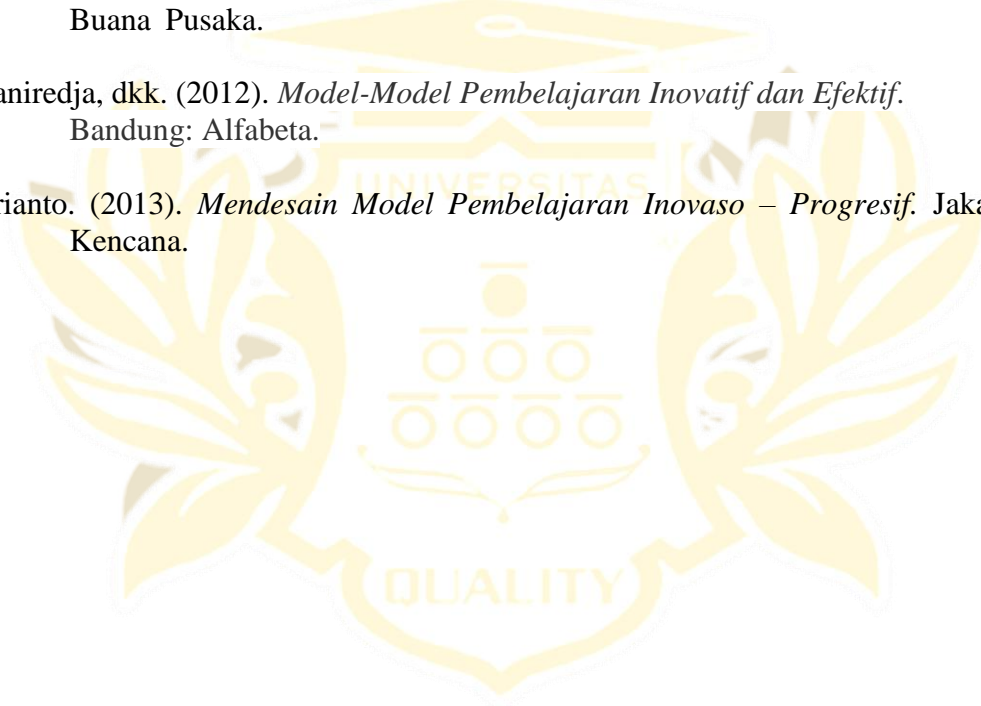 Buana Pusaka.
aniredja, dkk. (2012). Model-Model Pembelajaran Inovatif dan Efektif.
Bandung: Alfabeta.
rianto. (2013). Mendesain Model Pembelajaran Inovaso – Progresif. Jaka
Kencana.
UNIVERSITAS
QUALITY